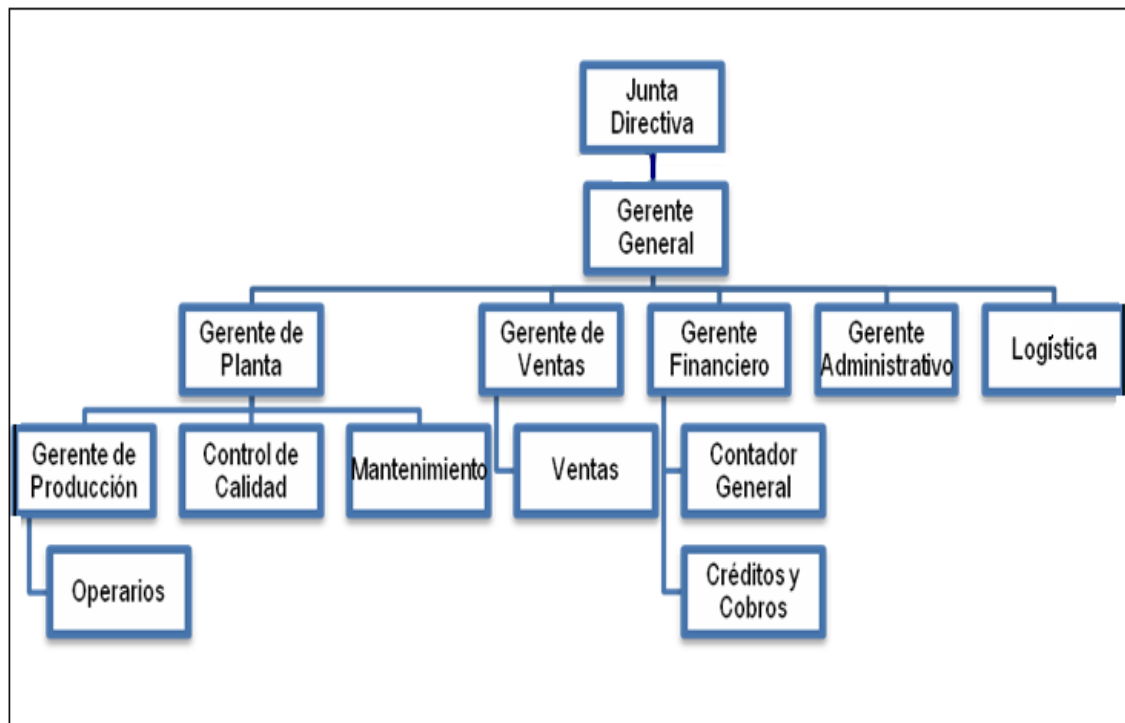 Junta
Directiva
Gerente
General
Gerente de
Planta
Gerente de
Ventas
Gerente
Financiero
Gerente
Administrativo
Logística
Gerente de
Producción
Control de
Calidad
Mantenimiento
Ventas
Contador
General
Operarios
Créditos y
Cobros